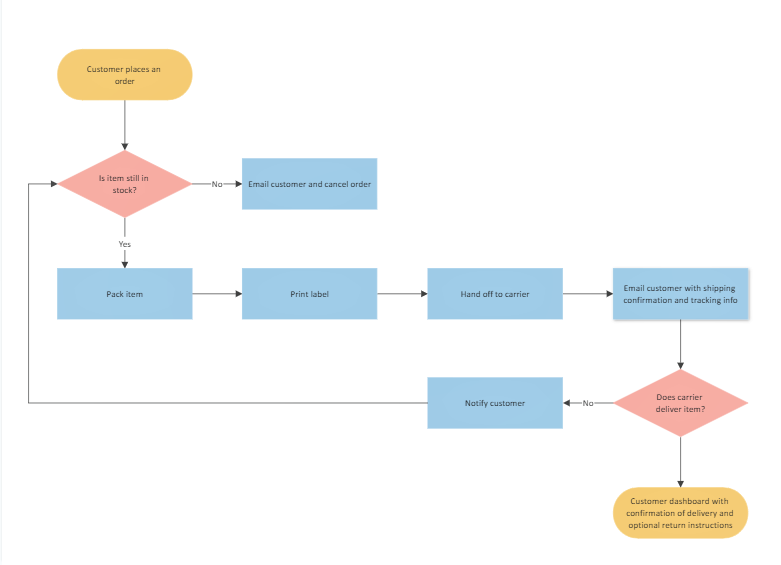 Customer places an
order
Is item still in
stock?
No
Email customer and cancel order
Yes
Pack item
Print label
Hand off to carrier
Email customer with shipping
confirmation and tracking info
Notify customer
No
Does carrier
deliver item?
Customer dashboard with
confirmation of delivery and
optional return instructions